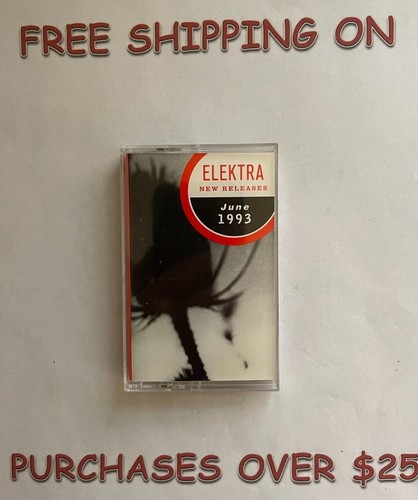 FREE SHIPPING ON
ELEKTRA
NEW RELEASES
June
1993
PURCHASES OVER $25